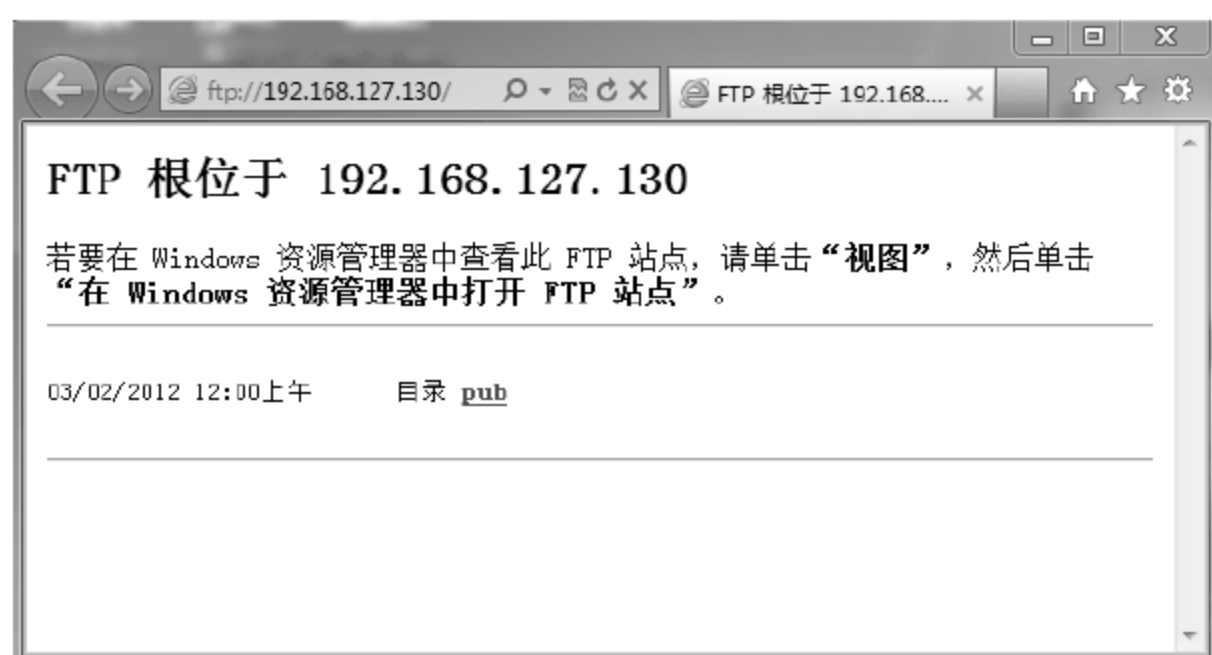 ftp://192.168.127.130/
FTP 根位于 192.168....
FTP 根位于 192.168.127.130
若要在 Windows 资源管理器中查看此 FTP 站点，请单击“视图”，然后单击
“在 Windows 资源管理器中打开 FTP 站点”。
03/02/2012 12:00上午 目录 pub